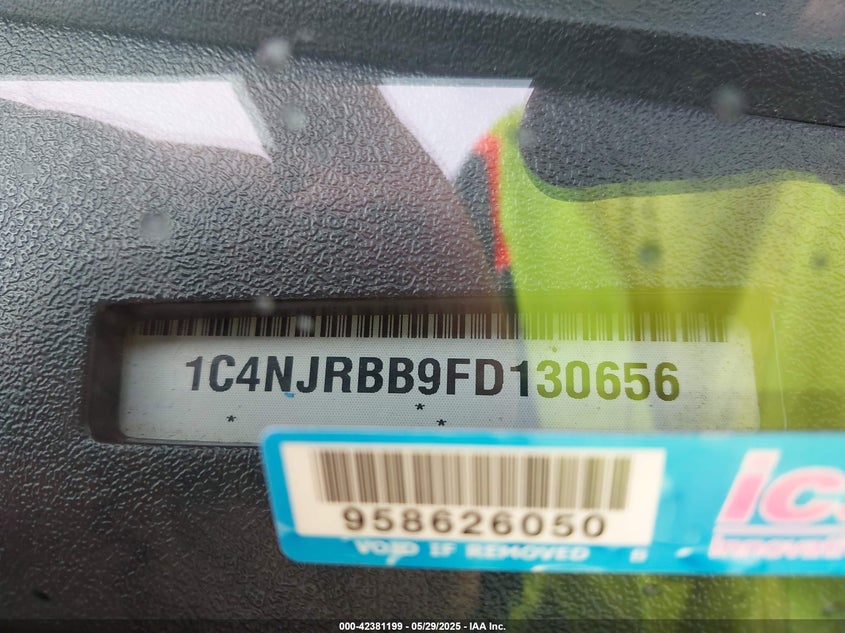 1C4NJRBB9FD130656
* * *
958626050
VOID IF REMOVED
000-42381199 - 05/29/2025 - IAA Inc.